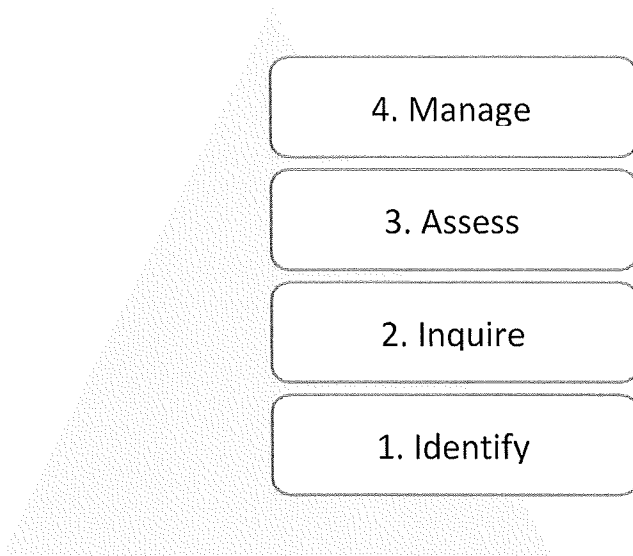 4. Manage
3. Assess
2. Inquire
1. Identify